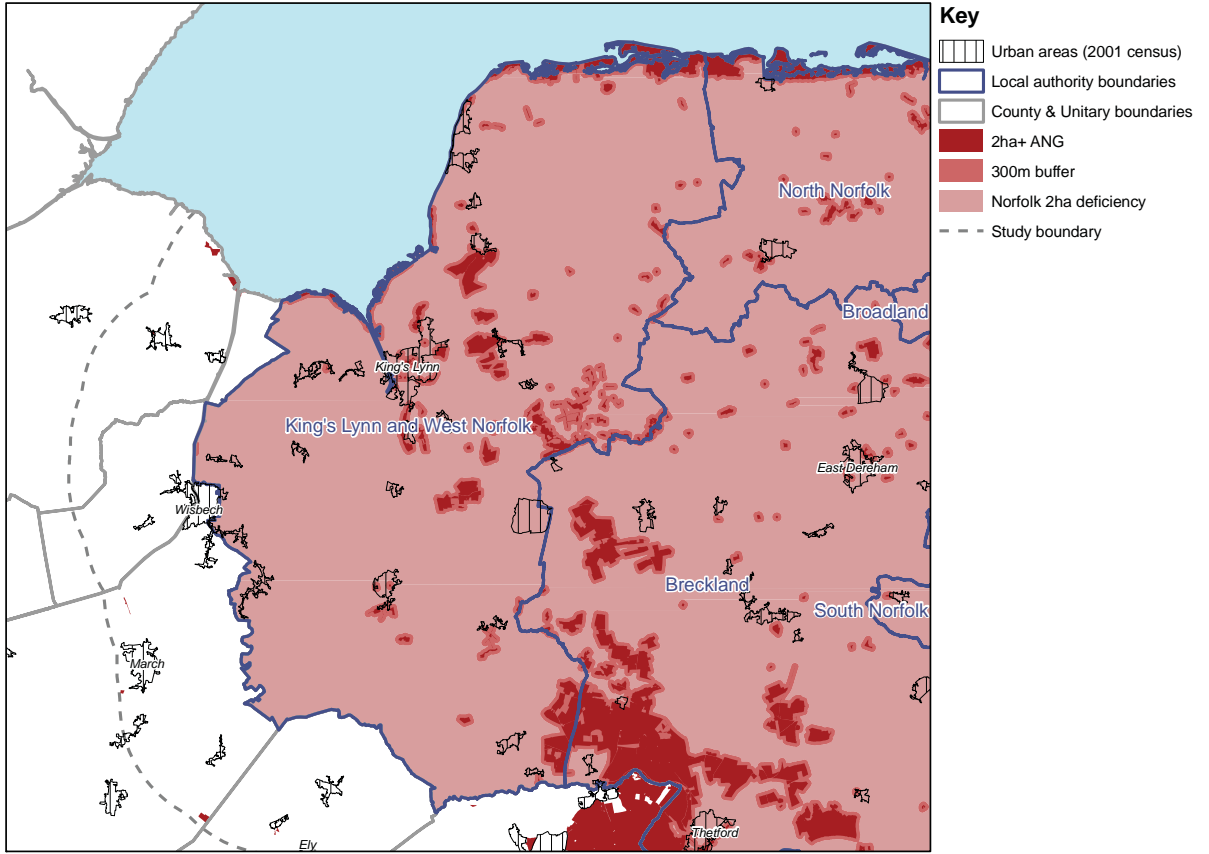 Key
Urban areas (2001 census)
Local authority boundaries
County & Unitary boundaries
2ha+ ANG
300m buffer
Norfolk 2ha deficiency
Study boundary
North Norfolk
Broadland
King's Lynn
King's Lynn and West Norfolk
East Dereham
Wisbech
Breckland
South Norfolk
March
Thetford
Ely